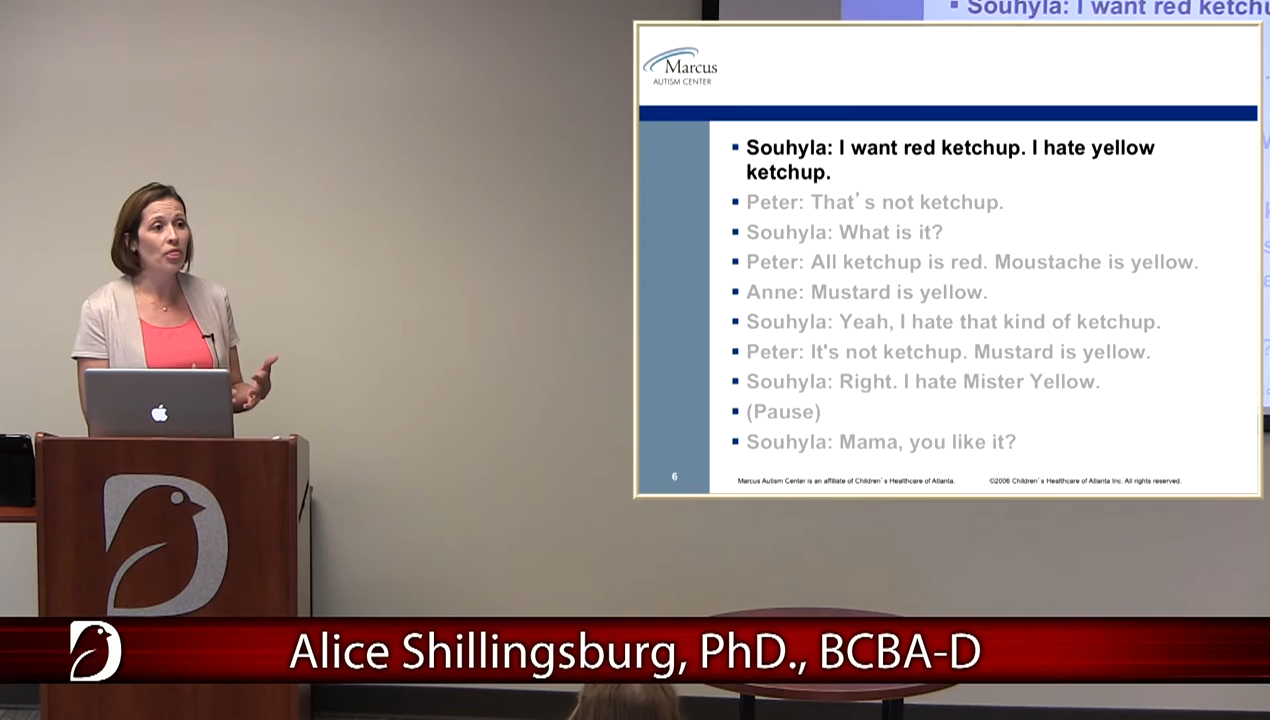 Souhyla: I want red ketchu
Marcus
AUTISM CENTER
Souhyla: I want red ketchup. I hate yellow
ketchup.
Peter: That's not ketchup.
Souhyla: What is it?
Peter: All ketchup is red. Moustache is yellow.
Anne: Mustard is yellow.
Souhyla: Yeah, I hate that kind of ketchup.
Peter: It's not ketchup. Mustard is yellow.
Souhyla: Right. I hate Mister Yellow.
(Pause)
Souhyla: Mama, you like it?
6
Marcus Autism Center is an affiliate of Children's Healthcare of Atlanta.
©2006 Children's Healthcare of Atlanta Inc. All rights reserved.
Alice Shillingsburg, PhD., BCBA-D